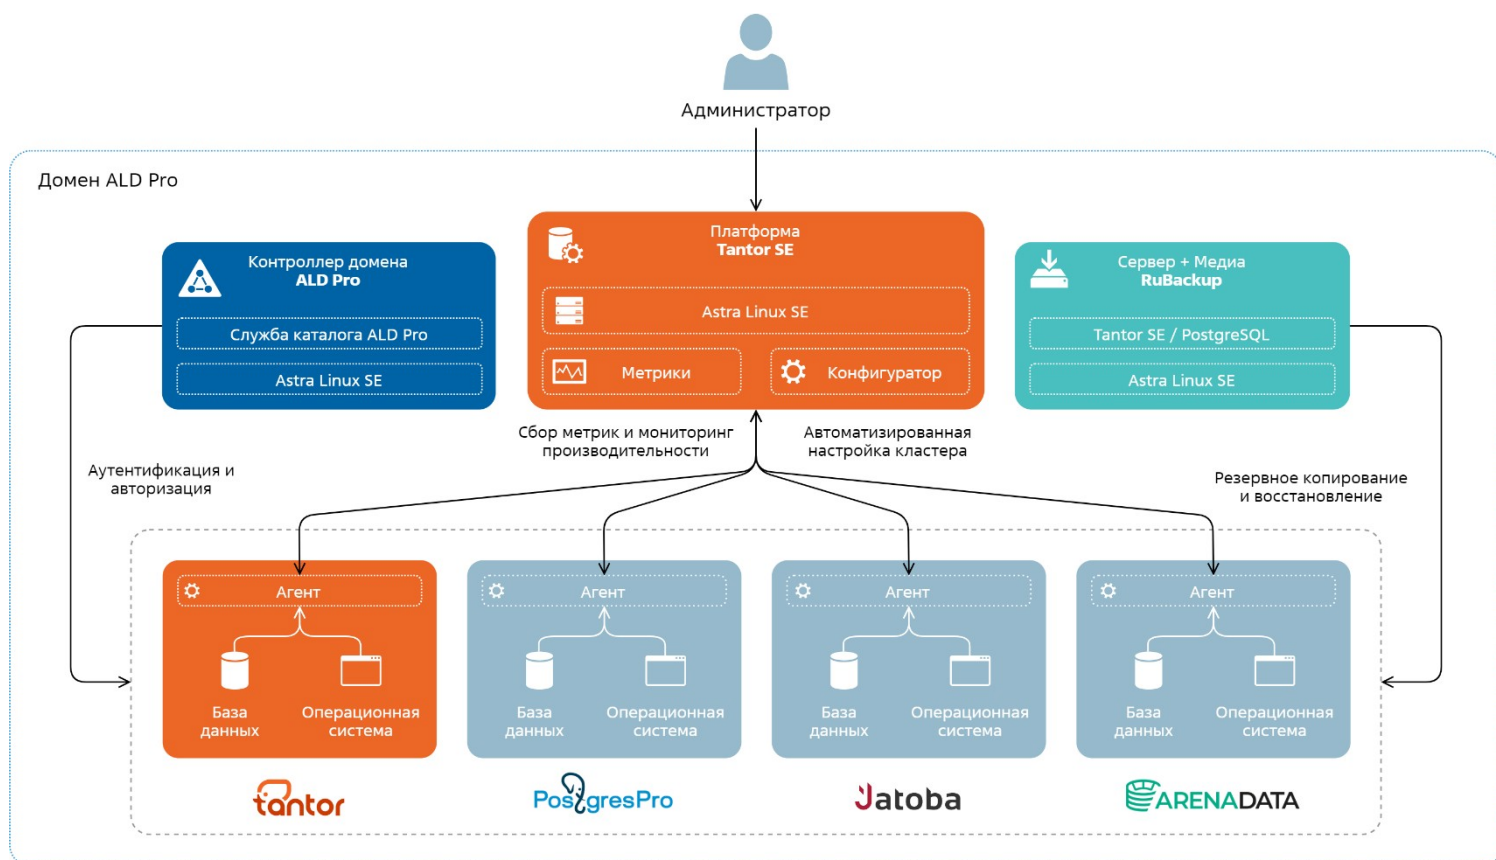 Администратор
Домен ALD Pro
Контроллер домена
ALD Pro
Служба каталога ALD Pro
Astra Linux SE
Платформа
Tantor SE
Astra Linux SE
Метрики
Конфигуратор
Сервер + Медиа
RuBackup
Tantor SE / PostgreSQL
Astra Linux SE
Аутентификация и
авторизация
Сбор метрик и мониторинг
производительности
Автоматизированная
настройка кластера
Резервное копирование
и восстановление
Агент
База
данных
Операционная
система
Агент
База
данных
Операционная
система
Агент
База
данных
Операционная
система
Агент
База
данных
Операционная
система
tantor
PostgresPro
Jatoba
ARENADATA